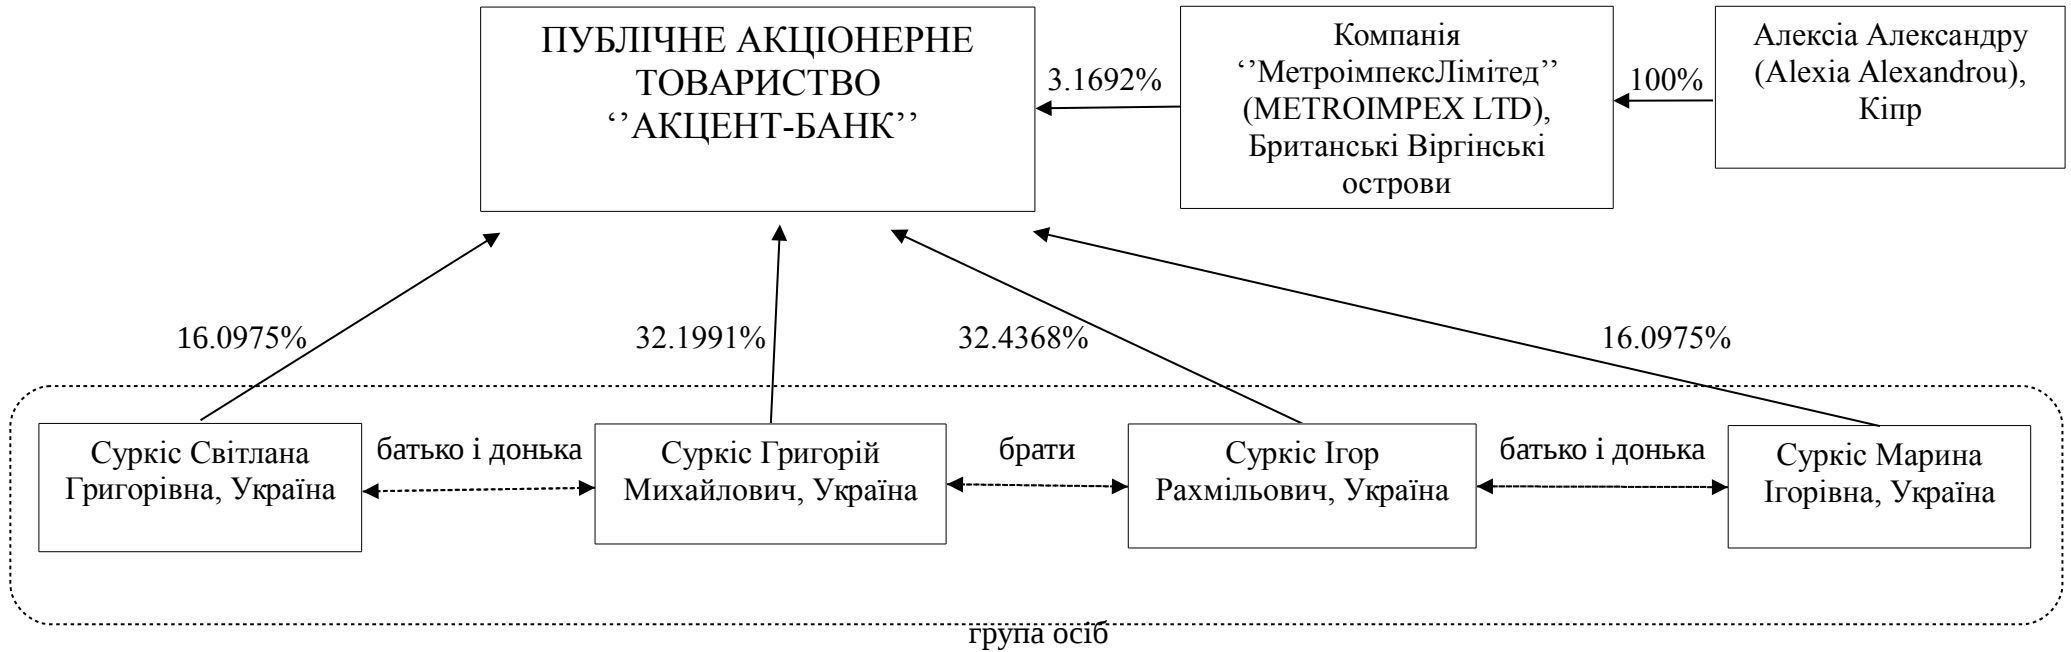 ПУБЛІЧНЕ АКЦІОНЕРНЕ
ТОВАРИСТВО
‘’АКЦЕНТ-БАНК’’
3.1692%
Компанія
‘’МетроімпексЛімітед’’
(METROIMPEX LTD),
Британські Віргінські
острови
100%
Алексіа Александру
(Alexia Alexandrou),
Кіпр
16.0975%
32.1991%
32.4368%
16.0975%
Суркіс Світлана
Григорівна, Україна
батько і донька
Суркіс Григорій
Михайлович, Україна
брати
Суркіс Ігор
Рахмільович, Україна
батько і донька
Суркіс Марина
Ігорівна, Україна
група осіб